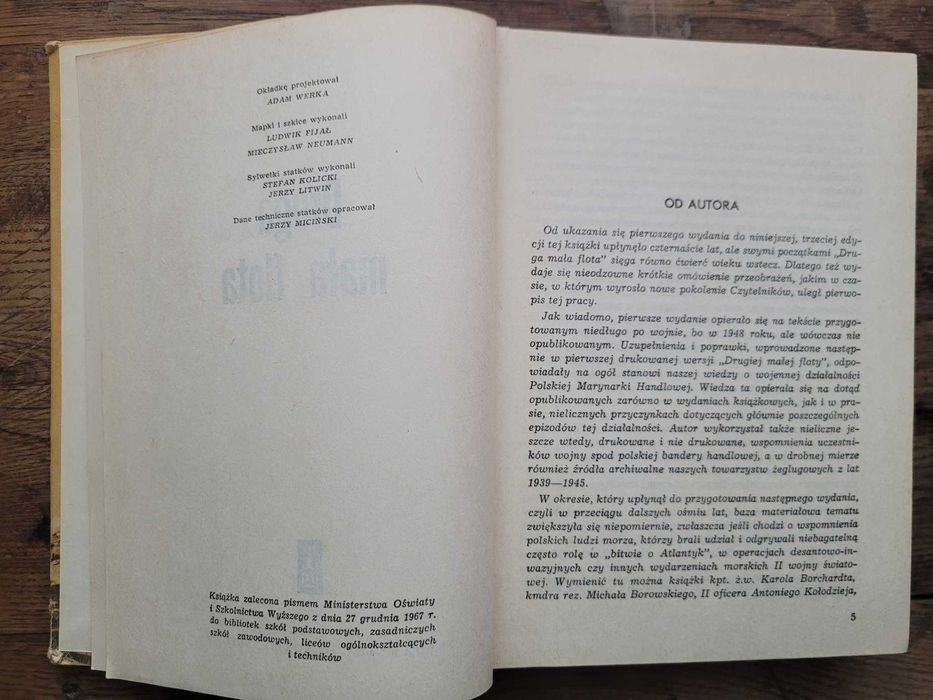 Okładkę projektował
ADAM WERKA
Mapki i szkice wykonali
LUDWIK FIJAŁ
MIECZYSŁAW NEUMANN
Sylwetki statków wykonali
STEFAN KOLICKI
JERZY LITWIN
Dane techniczne statków opracował
JERZY MICIŃSKI
mała flota
Książka zalecona pismem Ministerstwa Oświaty
i Szkolnictwa Wyższego z dnia 27 grudnia 1967 r.
do bibliotek szkół podstawowych, zasadniczych
szkół zawodowych, liceów ogólnokształcących
i techników
OD AUTORA
Od ukazania się pierwszego wydania do niniejszej, trzeciej edy-
cji tej książki upłynęło czternaście lat, ale swymi początkami „Dru-
ga mała flota” sięga równo ćwierć wieku wstecz. Dlatego też wy-
daje się nieodzowne krótkie omówienie przeobrażeń, jakim w cza-
sie, w którym wyrosło nowe pokolenie Czytelników, uległ pierwo-
pis tej pracy.
Jak wiadomo, pierwsze wydanie opierało się na tekście przygo-
towanym niedługo po wojnie, bo w 1948 roku, ale wówczas nie
opublikowanym. Uzupełnienia i poprawki, wprowadzone następ-
nie w pierwszej drukowanej wersji „Drugiej małej floty”, odpo-
wiadały na ogół stanowi naszej wiedzy o wojennej działalności
Polskiej Marynarki Handlowej. Wiedza ta opierała się na dotąd
opublikowanych zarówno w wydaniach książkowych, jak i w pra-
sie, nielicznych przyczynkach dotyczących głównie poszczególnych
epizodów tej działalności. Autor wykorzystał także nieliczne je-
szcze wtedy, drukowane i nie drukowane, wspomnienia uczestni-
ków wojny spod polskiej bandery handlowej, a w drobnej mierze
również źródła archiwalne naszych towarzystw żeglugowych z lat
1939—1945.
W okresie, który upłynął do przygotowania następnego wydania,
czyli w przeciągu dalszych ośmiu lat, baza materiałowa tematu
zwiększyła się niepomiernie, zwłaszcza jeśli chodzi o wspomnienia
polskich ludzi morza, którzy brali udział i odgrywali niebagatelną
często rolę w „bitwie o Atlantyk”, w operacjach desantowo-in-
wazyjnych czy innych wydarzeniach morskich II wojny świato-
wej. Wymienić tu można książki kpt. ż.w. Karola Borchardta,
kmdra rez. Michała Borowskiego, II oficera Antoniego Kołodzieja,
5